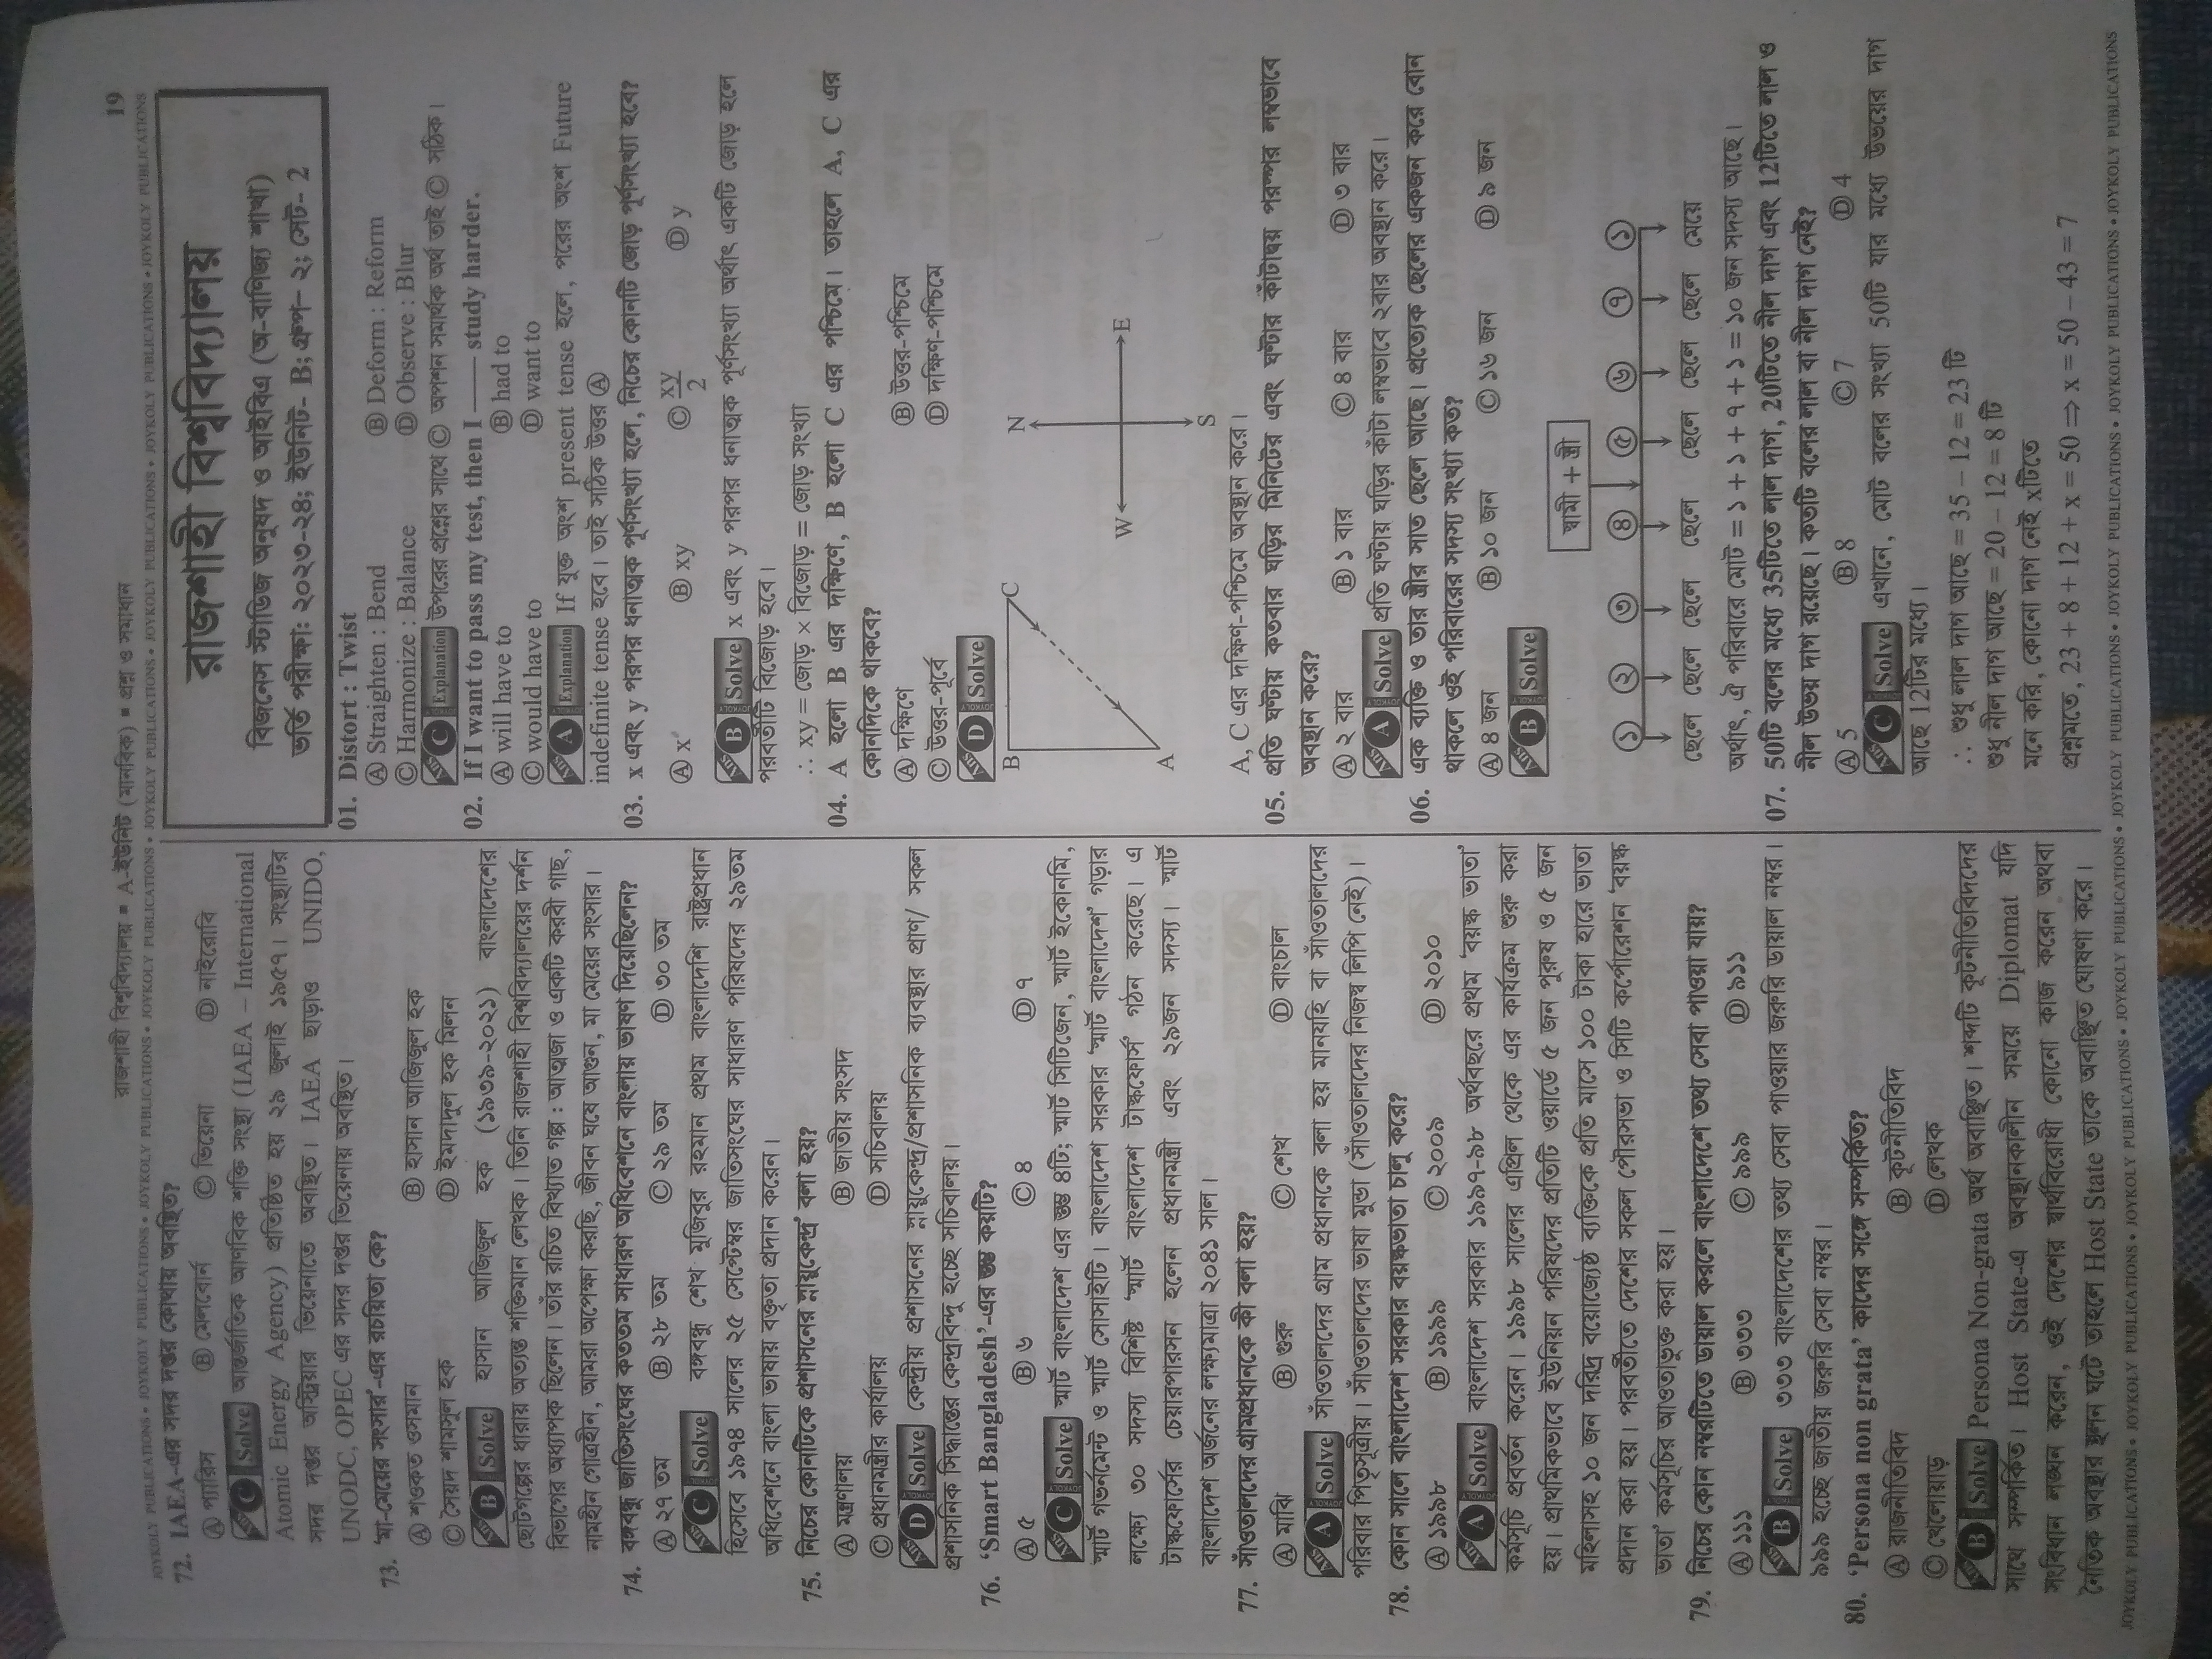 রাজশাহী বিশ্ববিদ্যালয় ▪ A-ইউনিট (মানবিক) ▪ প্রশ্ন ও সমাধান
19
JOYKOLY PUBLICATIONS • JOYKOLY PUBLICATIONS • JOYKOLY PUBLICATIONS • JOYKOLY PUBLICATIONS • JOYKOLY PUBLICATIONS • JOYKOLY PUBLICATIONS • JOYKOLY PUBLICATIONS • JOYKOLY PUBLICATIONS
72. IAEA-এর সদর দপ্তর কোথায় অবস্থিত?
Ⓐ প্যারিস Ⓑ মেলবোর্ন Ⓒ ভিয়েনা Ⓓ নাইরোবি
Ans C Solve আন্তর্জাতিক আণবিক শক্তি সংস্থা (IAEA – International
Atomic Energy Agency) প্রতিষ্ঠিত হয় ২৯ জুলাই ১৯৫৭। সংস্থাটির
সদর দপ্তর অস্ট্রিয়ার ভিয়েনাতে অবস্থিত। IAEA ছাড়াও UNIDO,
UNODC, OPEC এর সদর দপ্তর ভিয়েনায় অবস্থিত।
73. ‘মা-মেয়ের সংসার’-এর রচয়িতা কে?
Ⓐ শওকত ওসমান Ⓑ হাসান আজিজুল হক
Ⓒ সৈয়দ শামসুল হক Ⓓ ইমদাদুল হক মিলন
Ans B Solve হাসান আজিজুল হক (১৯৩৯-২০২১) বাংলাদেশের
ছোটগল্পের ধারায় অত্যন্ত শক্তিমান লেখক। তিনি রাজশাহী বিশ্ববিদ্যালয়ের দর্শন
বিভাগের অধ্যাপক ছিলেন। তাঁর রচিত বিখ্যাত গল্প : আত্মজা ও একটি করবী গাছ,
নামহীন গোত্রহীন, আমরা অপেক্ষা করছি, জীবন ঘষে আগুন, মা মেয়ের সংসার।
74. বঙ্গবন্ধু জাতিসংঘের কততম সাধারণ অধিবেশনে বাংলায় ভাষণ দিয়েছিলেন?
Ⓐ ২৭ তম Ⓑ ২৮ তম Ⓒ ২৯ তম Ⓓ ৩০ তম
Ans C Solve বঙ্গবন্ধু শেখ মুজিবুর রহমান প্রথম বাংলাদেশি রাষ্ট্রপ্রধান
হিসেবে ১৯৭৪ সালের ২৫ সেপ্টেম্বর জাতিসংঘের সাধারণ পরিষদের ২৯তম
অধিবেশনে বাংলা ভাষায় বক্তৃতা প্রদান করেন।
75. নিচের কোনটিকে প্রশাসনের স্নায়ুকেন্দ্র’ বলা হয়?
Ⓐ মন্ত্রণালয় Ⓑ জাতীয় সংসদ
Ⓒ প্রধানমন্ত্রীর কার্যালয় Ⓓ সচিবালয়
Ans D Solve কেন্দ্রীয় প্রশাসনের স্নায়ুকেন্দ্র/প্রশাসনিক ব্যবস্থার প্রাণ/ সকল
প্রশাসনিক সিদ্ধান্তের কেন্দ্রবিন্দু হচ্ছে সচিবালয়।
76. ‘Smart Bangladesh’-এর স্তম্ভ কয়টি?
Ⓐ ৫ Ⓑ ৬ Ⓒ ৪ Ⓓ ৭
Ans C Solve স্মার্ট বাংলাদেশ এর স্তম্ভ ৪টি; স্মার্ট সিটিজেন, স্মার্ট ইকোনমি,
স্মার্ট গভর্নমেন্ট ও স্মার্ট সোসাইটি। বাংলাদেশ সরকার ‘স্মার্ট বাংলাদেশ’ গড়ার
লক্ষ্যে ৩০ সদস্য বিশিষ্ট ‘স্মার্ট বাংলাদেশ টাস্কফোর্স’ গঠন করেছে। এ
টাস্কফোর্সের চেয়ারপারসন হলেন প্রধানমন্ত্রী এবং ২৯জন সদস্য। স্মার্ট
বাংলাদেশ অর্জনের লক্ষ্যমাত্রা ২০৪১ সাল।
77. সাঁওতালদের গ্রামপ্রধানকে কী বলা হয়?
Ⓐ মাঝি Ⓑ গুরু Ⓒ শেখ Ⓓ বাংচাল
Ans A Solve সাঁওতালদের গ্রাম প্রধানকে বলা হয় মানযহি বা সাঁওতালদের
পরিবার পিতৃসূত্রীয়। সাঁওতালদের ভাষা মুন্ডা (সাঁওতালদের নিজস্ব লিপি নেই)।
78. কোন সালে বাংলাদেশ সরকার বয়স্কভাতা চালু করে?
Ⓐ ১৯৯৮ Ⓑ ১৯৯৯ Ⓒ ২০০৯ Ⓓ ২০১০
Ans A Solve বাংলাদেশ সরকার ১৯৯৭-৯৮ অর্থবছরে প্রথম ‘বয়স্ক ভাতা’
কর্মসূচি প্রবর্তন করেন। ১৯৯৮ সালের এপ্রিল থেকে এর কার্যক্রম শুরু করা
হয়। প্রাথমিকভাবে ইউনিয়ন পরিষদের প্রতিটি ওয়ার্ডে ৫ জন পুরুষ ও ৫ জন
মহিলাসহ ১০ জন দরিদ্র বয়োজ্যেষ্ঠ ব্যক্তিকে প্রতি মাসে ১০০ টাকা হারে ভাতা
প্রদান করা হয়। পরবর্তীতে দেশের সকল পৌরসভা ও সিটি কর্পোরেশন ‘বয়স্ক
ভাতা’ কর্মসূচির আওতাভুক্ত করা হয়।
79. নিচের কোন নম্বরটিতে ডায়াল করলে বাংলাদেশে তথ্য সেবা পাওয়া যায়?
Ⓐ ১১১ Ⓑ ৩৩৩ Ⓒ ৯৯৯ Ⓓ ৯১১
Ans B Solve ৩৩৩ বাংলাদেশের তথ্য সেবা পাওয়ার জরুরি ডায়াল নম্বর।
৯৯৯ হচ্ছে জাতীয় জরুরি সেবা নম্বর।
80. ‘Persona non grata’ কাদের সঙ্গে সম্পর্কিত?
Ⓐ রাজনীতিবিদ Ⓑ কূটনীতিবিদ
Ⓒ খেলোয়াড় Ⓓ লেখক
Ans B Solve Persona Non-grata অর্থ অবাঞ্ছিত। শব্দটি কূটনীতিবিদদের
সাথে সম্পর্কিত। Host State-এ অবস্থানকালীন সময়ে Diplomat যদি
সংবিধান লঙ্ঘন করেন, ওই দেশের স্বার্থবিরোধী কোনো কাজ করেন অথবা
নৈতিক অবস্থার স্থলন ঘটে তাহলে Host State তাকে অবাঞ্ছিত ঘোষণা করে।
রাজশাহী বিশ্ববিদ্যালয়
বিজনেস স্টাডিজ অনুষদ ও আইবিএ (অ-বাণিজ্য শাখা)
ভর্তি পরীক্ষা: ২০২৩-২৪; ইউনিট- B; গ্রুপ– ২; সেট- 2
01. Distort : Twist
Ⓐ Straighten : Bend Ⓑ Deform : Reform
Ⓒ Harmonize : Balance Ⓓ Observe : Blur
Ans C Explanation উপরের প্রশ্নের সাথে Ⓒ অপশন সমার্থক অর্থ তাই Ⓒ সঠিক।
02. If I want to pass my test, then I —— study harder.
Ⓐ will have to Ⓑ had to
Ⓒ would have to Ⓓ want to
Ans A Explanation If যুক্ত অংশ present tense হলে, পরের অংশ Future
indefinite tense হবে। তাই সঠিক উত্তর Ⓐ
03. x এবং y পরপর ধনাত্মক পূর্ণসংখ্যা হলে, নিচের কোনটি জোড় পূর্ণসংখ্যা হবে?
Ⓐ x Ⓑ xy Ⓒ xy/2 Ⓓ y
Ans B Solve x এবং y পরপর ধনাত্মক পূর্ণসংখ্যা অর্থাৎ একটি জোড় হলে
পরবর্তীটি বিজোড় হবে।
∴ xy = জোড় × বিজোড় = জোড় সংখ্যা
04. A হলো B এর দক্ষিণে, B হলো C এর পশ্চিমে। তাহলে A, C এর
কোনদিকে থাকবে?
Ⓐ দক্ষিণে Ⓑ উত্তর-পশ্চিমে
Ⓒ উত্তর-পূর্বে Ⓓ দক্ষিণ-পশ্চিমে
Ans D Solve
B C
N
W E
A
S
A, C এর দক্ষিণ-পশ্চিমে অবস্থান করে।
05. প্রতি ঘণ্টায় কতবার ঘড়ির মিনিটের এবং ঘণ্টার কাঁটাদ্বয় পরস্পর লম্বভাবে
অবস্থান করে?
Ⓐ ২ বার Ⓑ ১ বার Ⓒ ৪ বার Ⓓ ৩ বার
Ans A Solve প্রতি ঘণ্টায় ঘড়ির কাঁটা লম্বভাবে ২বার অবস্থান করে।
06. এক ব্যক্তি ও তার স্ত্রীর সাত ছেলে আছে। প্রত্যেক ছেলের একজন করে বোন
থাকলে ওই পরিবারের সদস্য সংখ্যা কত?
Ⓐ ৪ জন Ⓑ ১০ জন Ⓒ ১৬ জন Ⓓ ৯ জন
Ans B Solve
স্বামী + স্ত্রী
১ ২ ৩ ৪ ৫ ৬ ৭ ১
ছেলে ছেলে ছেলে ছেলে ছেলে ছেলে ছেলে মেয়ে
অর্থাৎ, ঐ পরিবারে মোট = ১ + ১ + ৭ + ১ = ১০ জন সদস্য আছে।
07. 50টি বলের মধ্যে 35টিতে লাল দাগ, 20টিতে নীল দাগ এবং 12টিতে লাল ও
নীল উভয় দাগ রয়েছে। কতটি বলের লাল বা নীল দাগ নেই?
Ⓐ 5 Ⓑ 8 Ⓒ 7 Ⓓ 4
Ans C Solve এখানে, মোট বলের সংখ্যা 50টি যার মধ্যে উভয়ের দাগ
আছে 12টির মধ্যে।
∴ শুধু লাল দাগ আছে = 35 – 12 = 23 টি
শুধু নীল দাগ আছে = 20 – 12 = 8 টি
মনে করি, কোনো দাগ নেই xটিতে
প্রশ্নমতে, 23 + 8 + 12 + x = 50 ⇒ x = 50 – 43 = 7
JOYKOLY PUBLICATIONS • JOYKOLY PUBLICATIONS • JOYKOLY PUBLICATIONS • JOYKOLY PUBLICATIONS • JOYKOLY PUBLICATIONS • JOYKOLY PUBLICATIONS • JOYKOLY PUBLICATIONS • JOYKOLY PUBLICATIONS